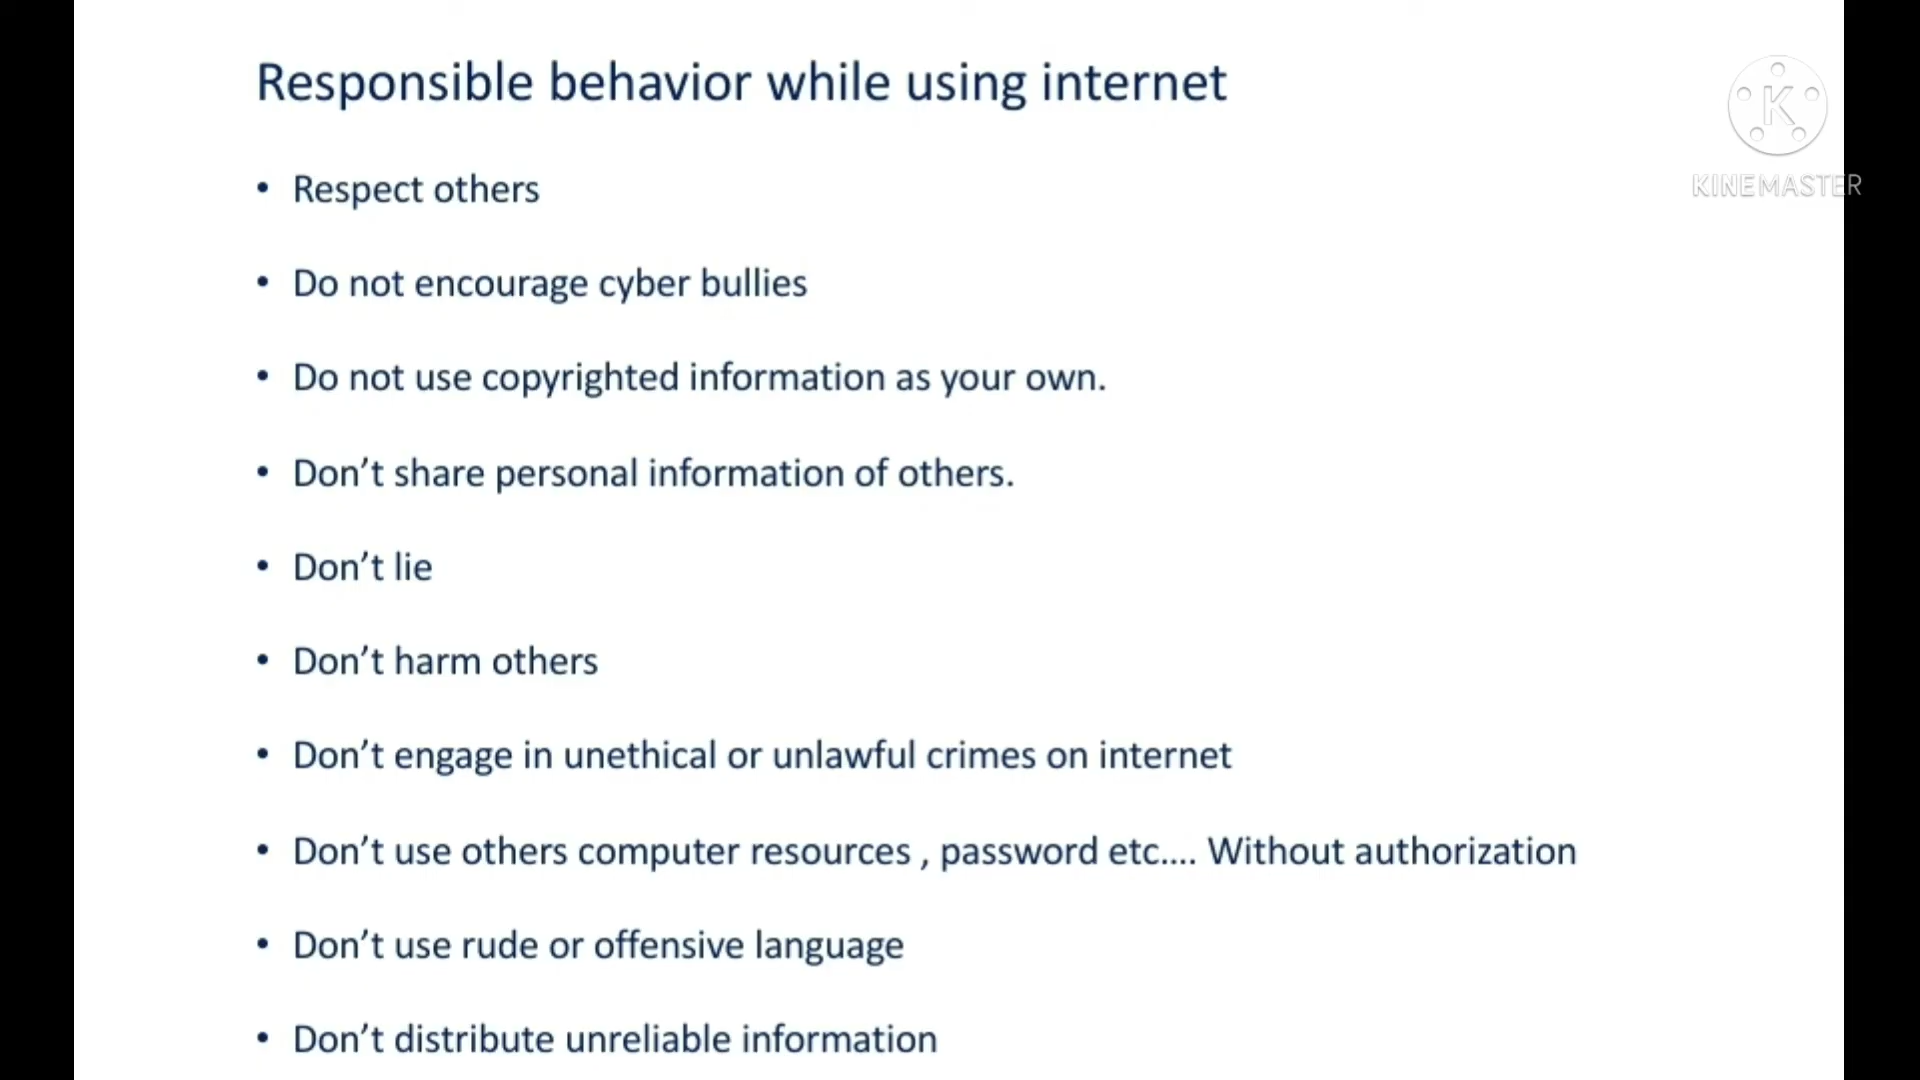 Responsible behavior while using internet
K
KINEMASTER
• Respect others
• Do not encourage cyber bullies
• Do not use copyrighted information as your own.
• Don’t share personal information of others.
• Don’t lie
• Don’t harm others
• Don’t engage in unethical or unlawful crimes on internet
• Don’t use others computer resources , password etc.... Without authorization
• Don’t use rude or offensive language
• Don’t distribute unreliable information